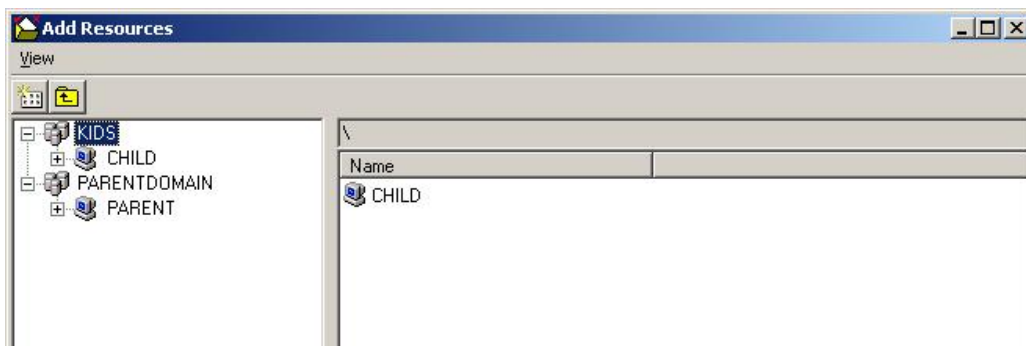 Add Resources
View
KIDS
CHILD
PARENTDOMAIN
PARENT
\
Name
CHILD